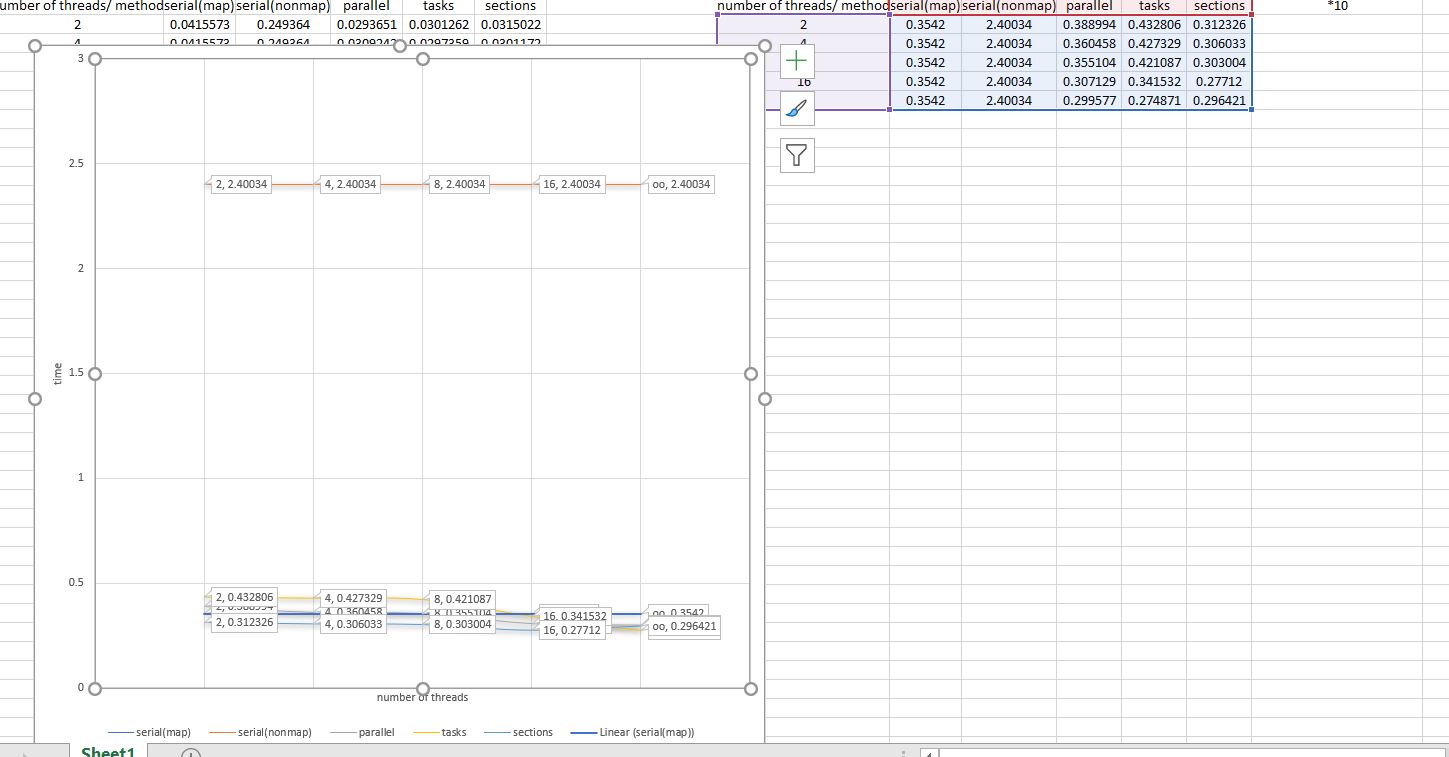 umber of threads/ method serial(map) serial(nonmap) parallel tasks sections number of threads/ method serial(map) serial(nonmap) parallel tasks sections *10
2 0.0415573 0.249364 0.0293651 0.0301262 0.0315022 2 0.3542 2.40034 0.388994 0.432806 0.312326
4 0.0415573 0.249364 0.0309242 0.0297359 0.0301172 4 0.3542 2.40034 0.360458 0.427329 0.306033
0.3542 2.40034 0.355104 0.421087 0.303004
16 0.3542 2.40034 0.307129 0.341532 0.27712
0.3542 2.40034 0.299577 0.274871 0.296421
3
2.5
2, 2.40034 4, 2.40034 8, 2.40034 16, 2.40034 oo, 2.40034
2
time
1.5
1
0.5
2, 0.432806 4, 0.427329 8, 0.421087
2, 0.388994 4, 0.360458 8, 0.355104 16, 0.341532 oo, 0.3542
2, 0.312326 4, 0.306033 8, 0.303004 16, 0.27712 oo, 0.296421
0
number of threads
serial(map) serial(nonmap) parallel tasks sections Linear (serial(map))
Sheet1